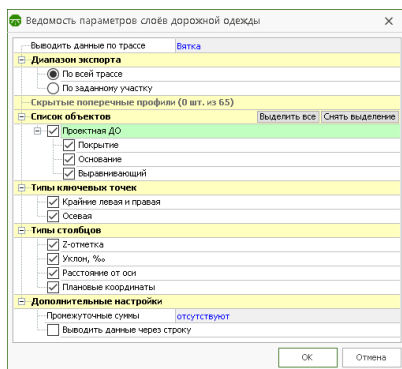 Ведомость параметров слоёв дорожной одежды
Выводить данные по трассе Вятка
Диапазон экспорта
По всей трассе
По заданному участку
Скрытые поперечные профили (0 шт. из 65)
Список объектов Выделить все Снять выделение
Проектная ДО
Покрытие
Основание
Выравнивающий
Типы ключевых точек
Крайние левая и правая
Осевая
Типы столбцов
Z-отметка
Уклон, ‰
Расстояние от оси
Плановые координаты
Дополнительные настройки
Промежуточные суммы отсутствуют
Выводить данные через строку
ОК Отмена